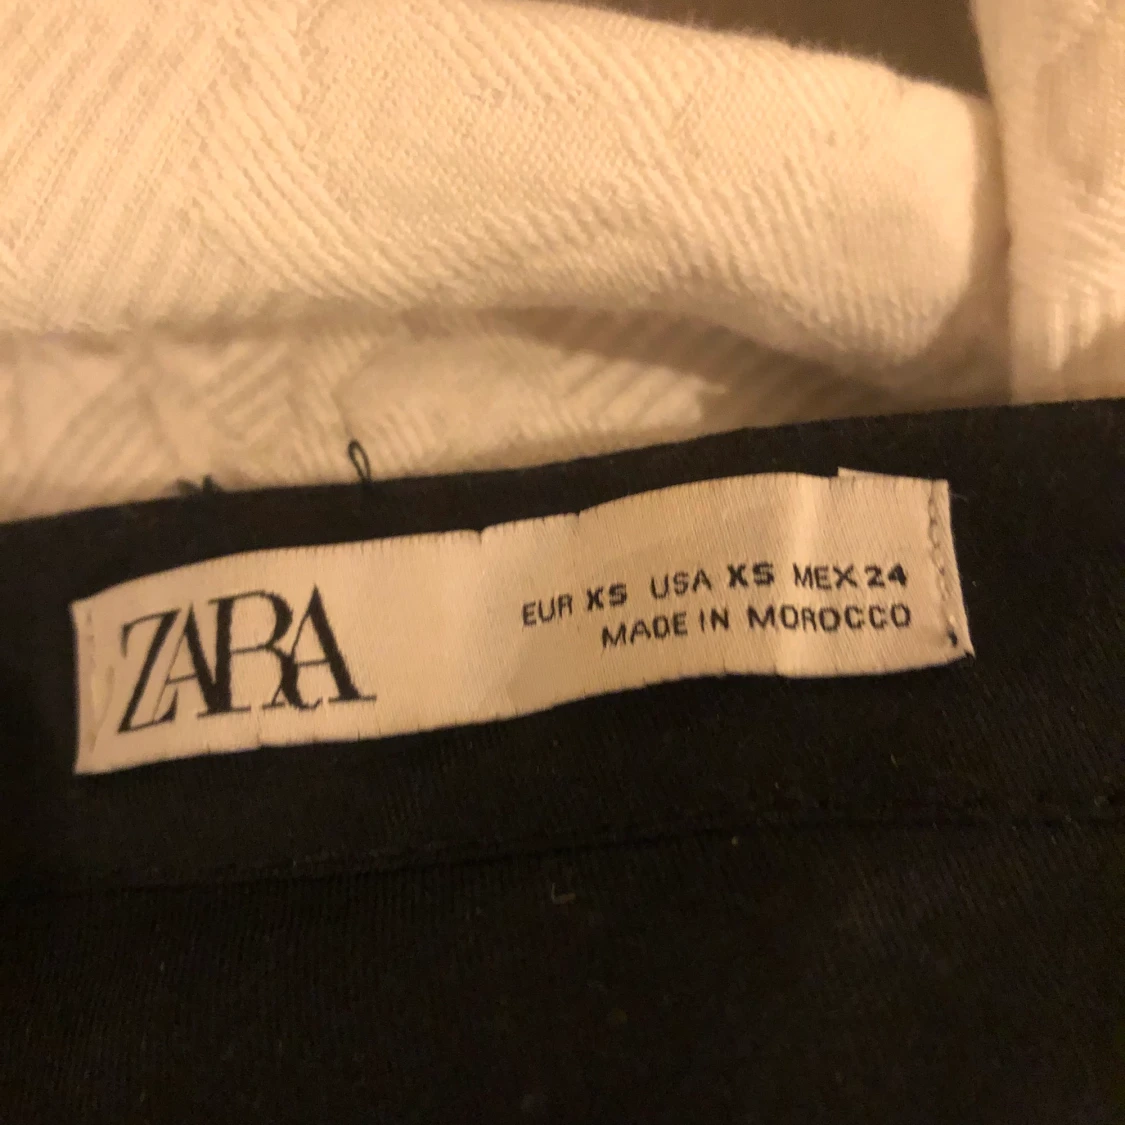 ZARA
EUR XS USA XS MEX 24
MADE IN MOROCCO